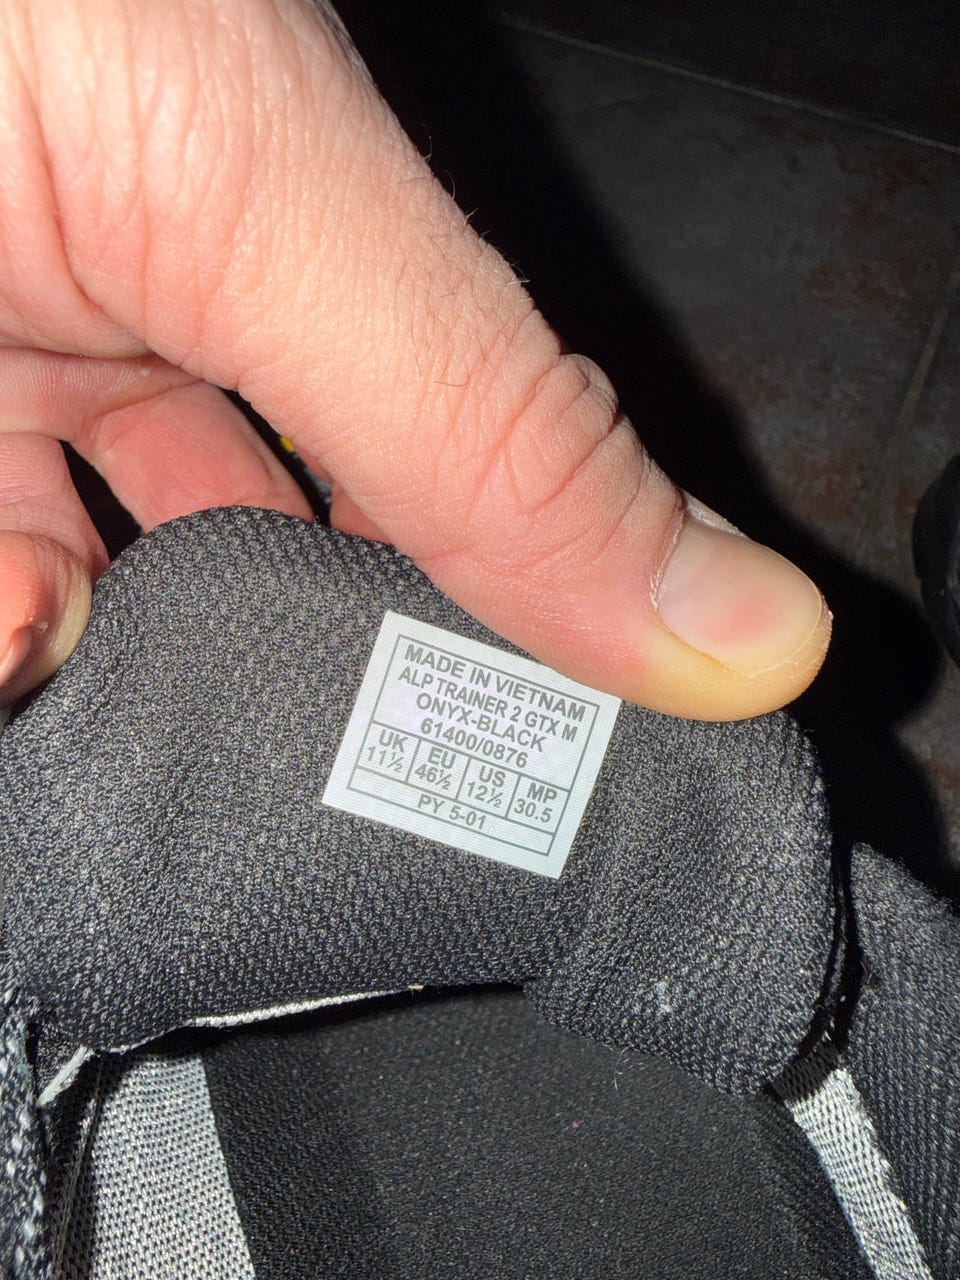 MADE IN VIETNAM
ALP TRAINER 2 GTX M
ONYX-BLACK
61400/0876
UK EU US MP
11½ 46½ 12½ 30.5
PY 5-01